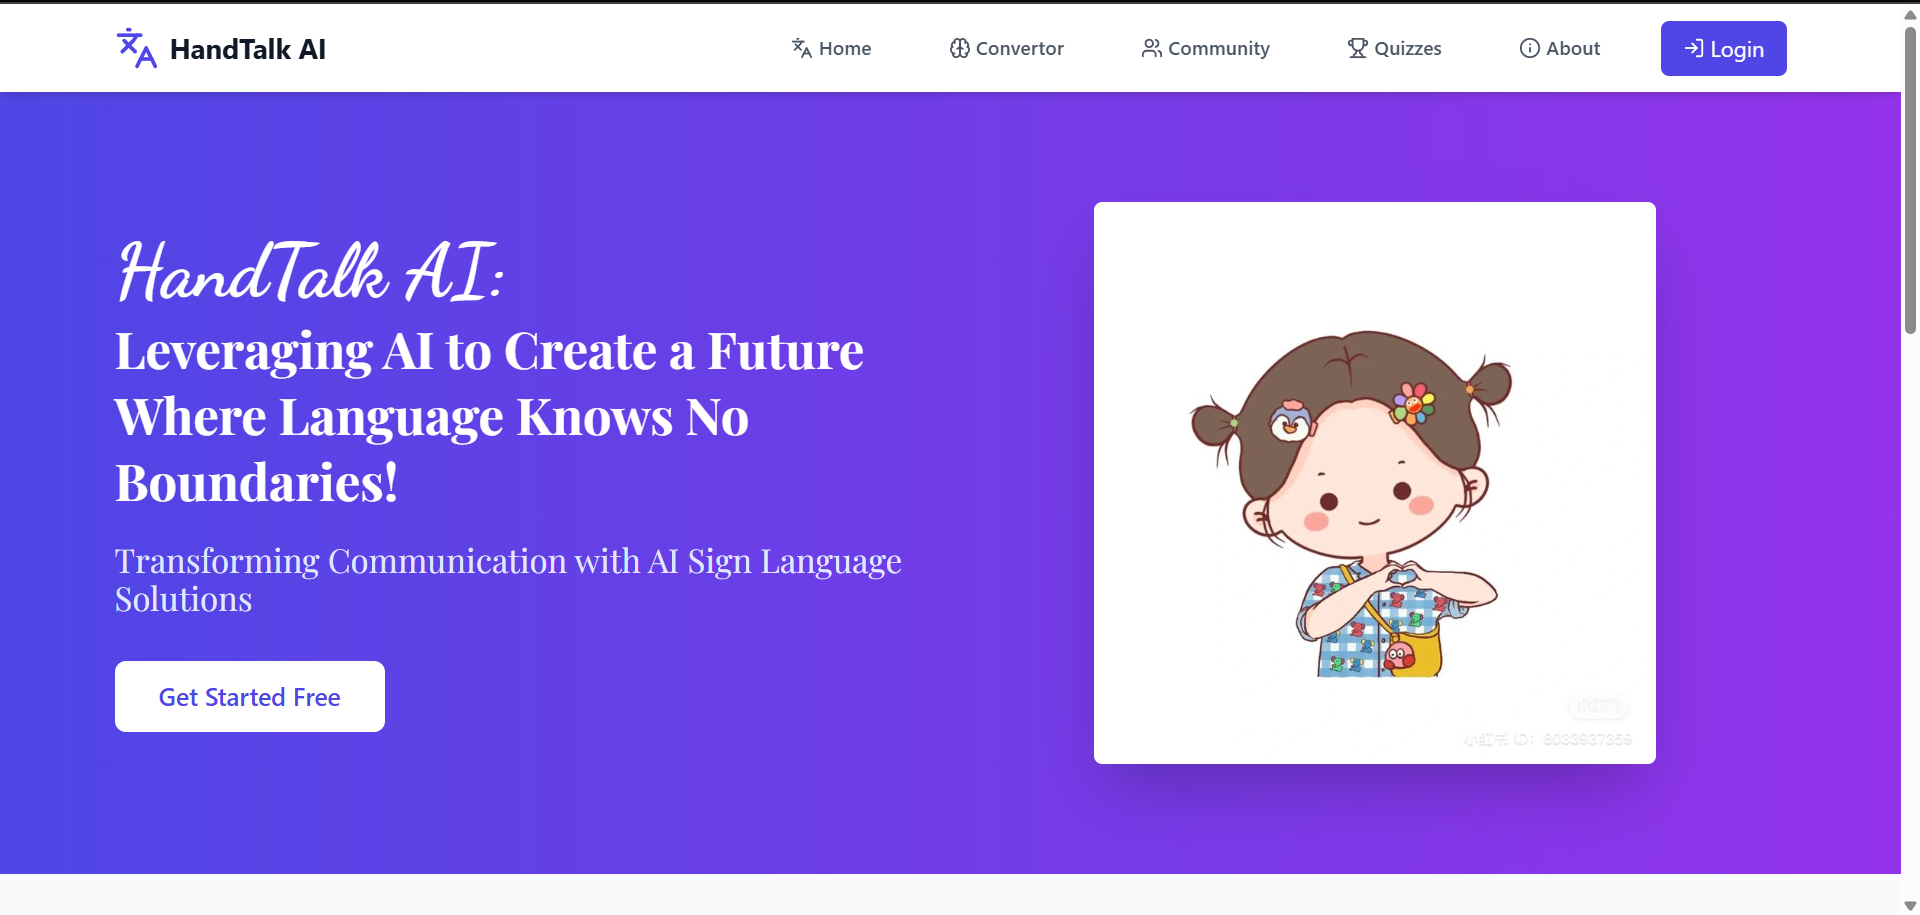 HandTalk AI
Home
Convertor
Community
Quizzes
About
Login
HandTalk AI:
Leveraging AI to Create a Future
Where Language Knows No
Boundaries!
Transforming Communication with AI Sign Language
Solutions
Get Started Free
小红书 ID: 8033937359